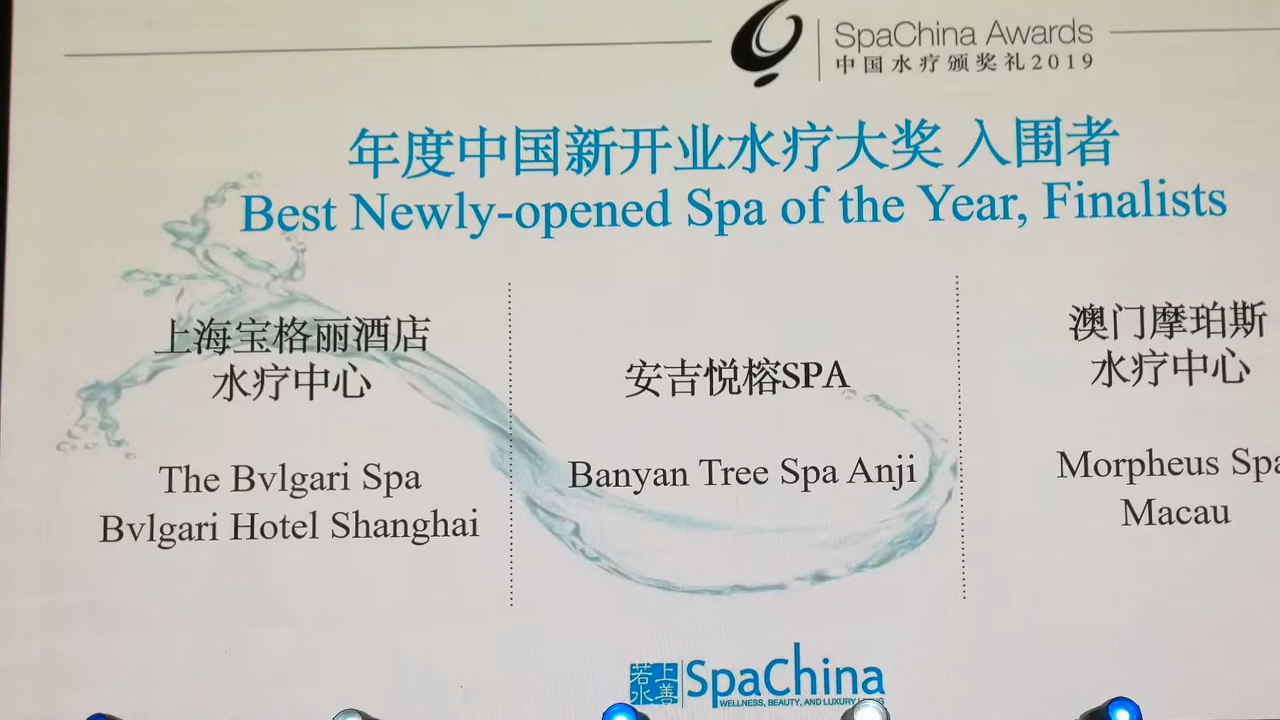 SpaChina Awards
中国水疗颁奖礼2019
年度中国新开业水疗大奖 入围者
Best Newly-opened Spa of the Year, Finalists
上海宝格丽酒店
水疗中心
The Bvlgari Spa
Bvlgari Hotel Shanghai
安吉悦榕SPA
Banyan Tree Spa Anji
澳门摩珀斯
水疗中心
Morpheus Spa
Macau
上善
若水
SpaChina
WELLNESS, BEAUTY, AND LUXURY